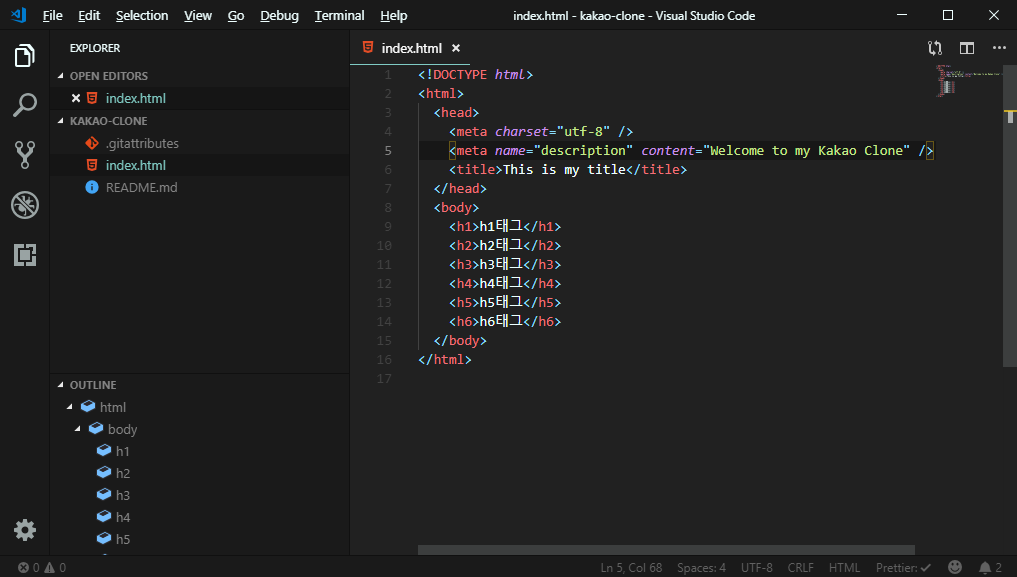 File Edit Selection View Go Debug Terminal Help index.html - kakao-clone - Visual Studio Code
EXPLORER
OPEN EDITORS
index.html
KAKAO-CLONE
.gitattributes
index.html
README.md
OUTLINE
html
body
h1
h2
h3
h4
h5
index.html
1 <!DOCTYPE html>
2 <html>
3 <head>
4 <meta charset="utf-8" />
5 <meta name="description" content="Welcome to my Kakao Clone" />
6 <title>This is my title</title>
7 </head>
8 <body>
9 <h1>h1태그</h1>
10 <h2>h2태그</h2>
11 <h3>h3태그</h3>
12 <h4>h4태그</h4>
13 <h5>h5태그</h5>
14 <h6>h6태그</h6>
15 </body>
16 </html>
17
0 0 Ln 5, Col 68 Spaces: 4 UTF-8 CRLF HTML Prettier: ✓ 2